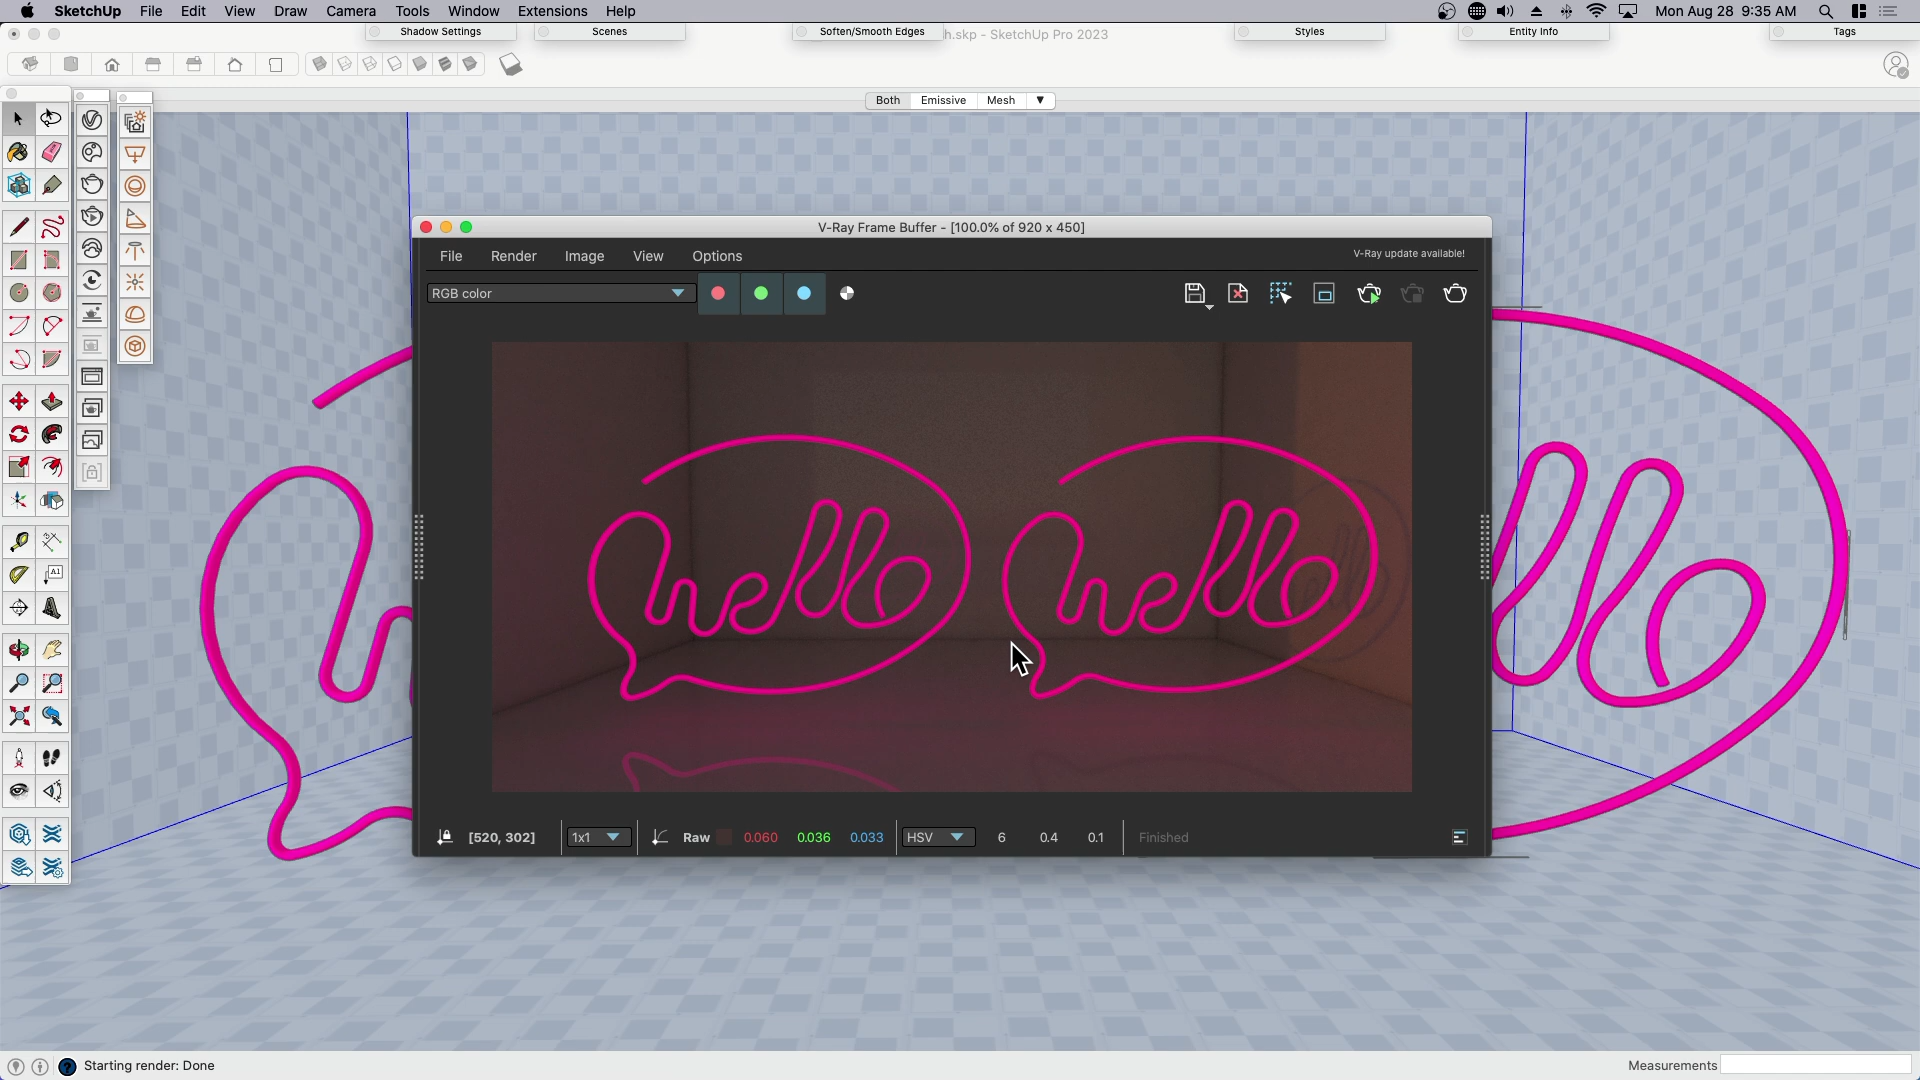 SketchUp File Edit View Draw Camera Tools Window Extensions Help Mon Aug 28 9:35 AM
Shadow Settings Scenes Soften/Smooth Edges h.skp - SketchUp Pro 2023 Styles Entity Info Tags
Both Emissive Mesh
V-Ray Frame Buffer - [100.0% of 920 x 450]
File Render Image View Options V-Ray update available!
RGB color
hello hello
A1
[520, 302] 1x1 Raw 0.060 0.036 0.033 HSV 6 0.4 0.1 Finished
Starting render: Done Measurements